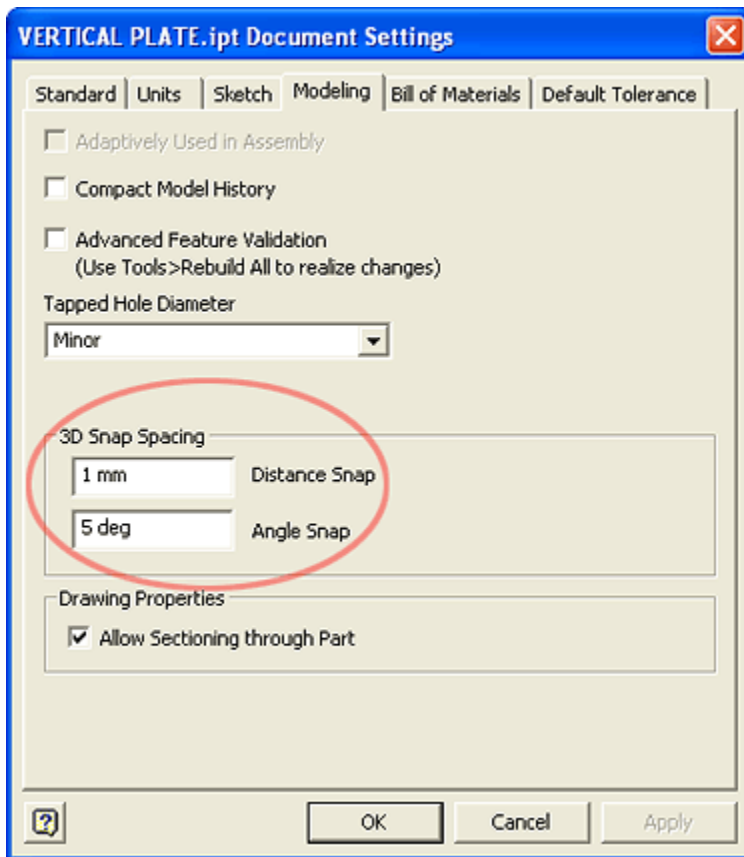 VERTICAL PLATE.ipt Document Settings
Standard Units Sketch Modeling Bill of Materials Default Tolerance
Adaptively Used in Assembly
Compact Model History
Advanced Feature Validation
(Use Tools>Rebuild All to realize changes)
Tapped Hole Diameter
Minor
3D Snap Spacing
1 mm Distance Snap
5 deg Angle Snap
Drawing Properties
Allow Sectioning through Part
OK Cancel Apply